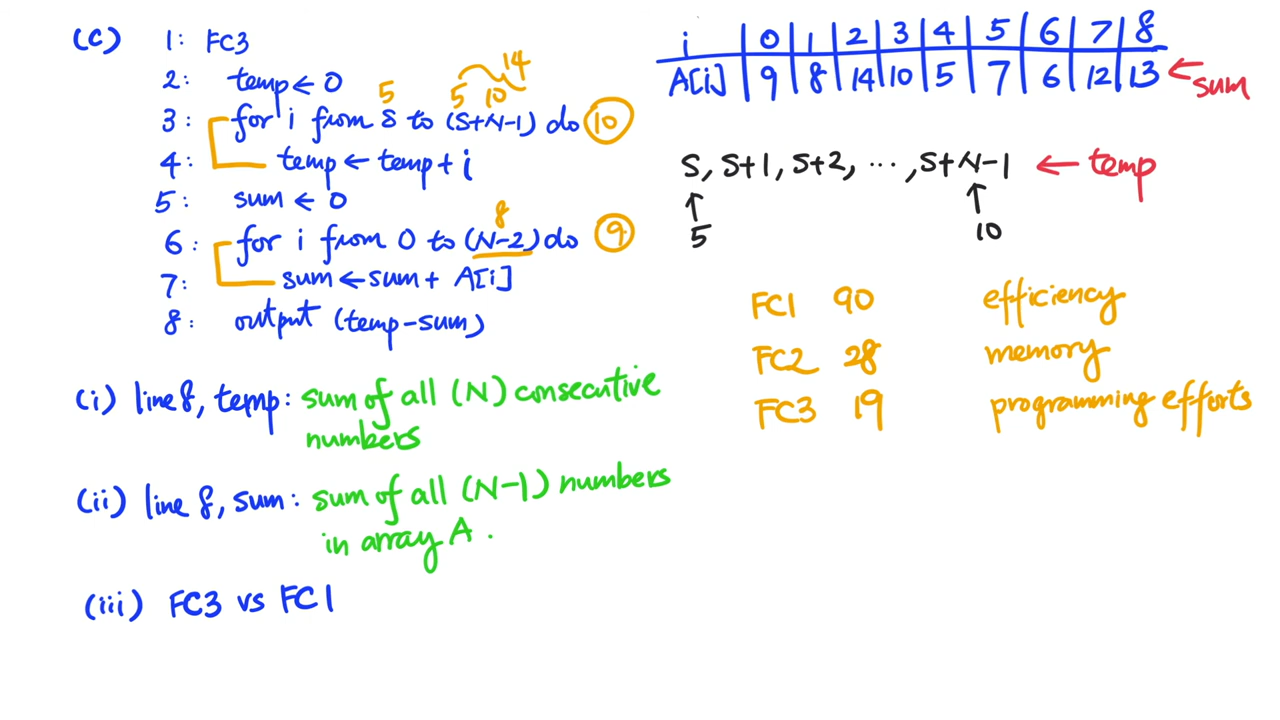 (c) 1: FC3
2: temp ← 0
5 5 10 14
3: for i from S to (S+N-1) do 10
4: temp ← temp + i
5: sum ← 0
8
6: for i from 0 to (N-2) do 9
7: sum ← sum + A[i]
8: output (temp-sum)
(i) line 8, temp: sum of all (N) consecutive
numbers
(ii) line 8, sum: sum of all (N-1) numbers
in array A.
(iii) FC3 vs FC1
i 0 1 2 3 4 5 6 7 8
A[i] 9 8 14 10 5 7 6 12 13 ← sum
S, S+1, S+2, ..., S+N-1 ← temp
↑ ↑
5 10
FC1 90 efficiency
FC2 28 memory
FC3 19 programming efforts